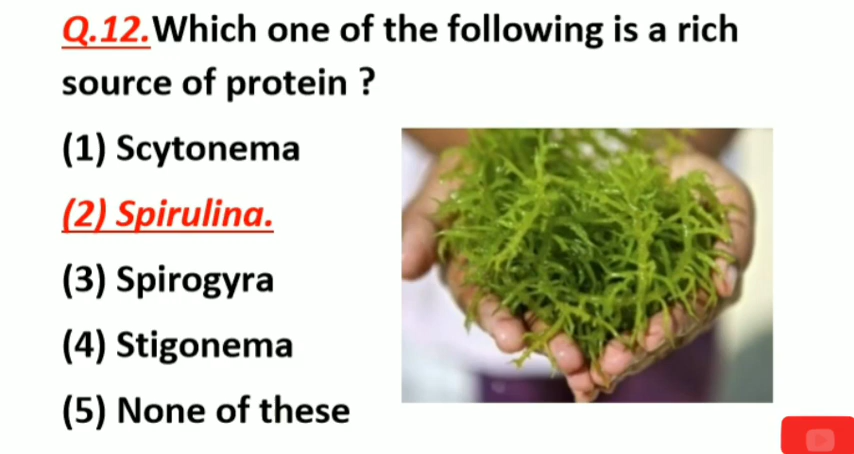 Q.12.Which one of the following is a rich
source of protein ?
(1) Scytonema
(2) Spirulina.
(3) Spirogyra
(4) Stigonema
(5) None of these